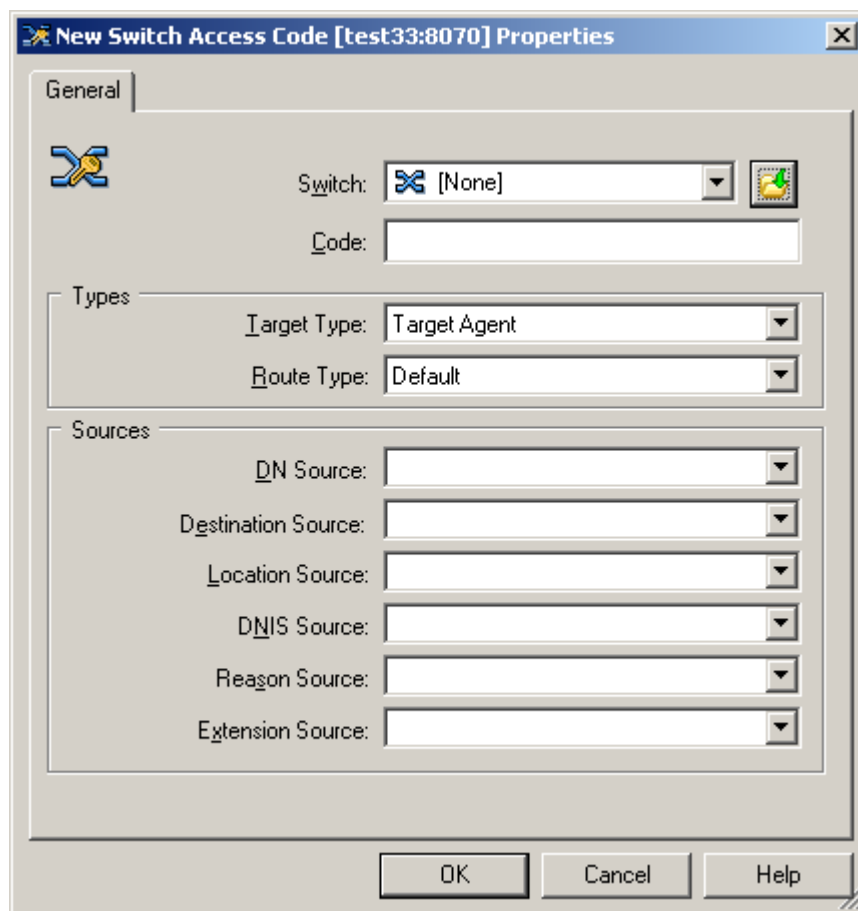 New Switch Access Code [test33:8070] Properties
General
Switch: [None]
Code:
Types
Target Type: Target Agent
Route Type: Default
Sources
DN Source:
Destination Source:
Location Source:
DNIS Source:
Reason Source:
Extension Source:
OK Cancel Help